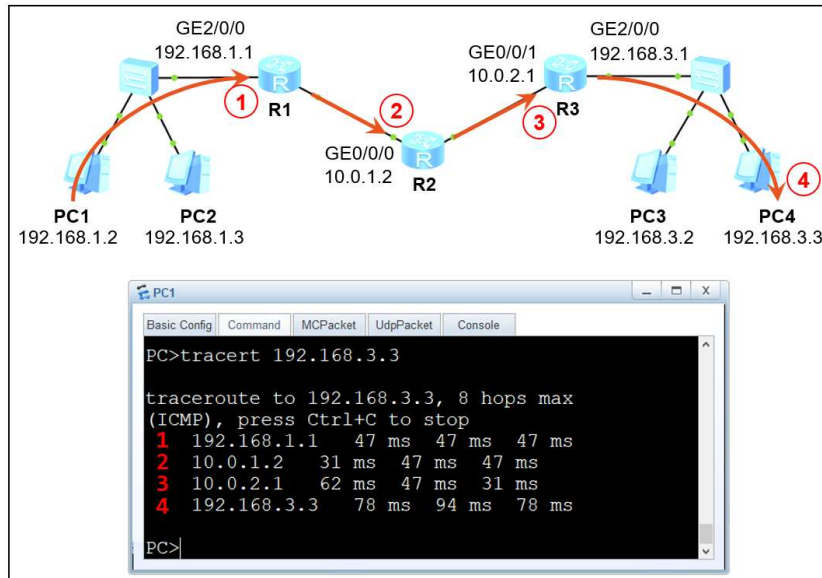 GE2/0/0
192.168.1.1
1
R1
2
GE0/0/0
10.0.1.2
R2
GE0/0/1
10.0.2.1
3
R3
GE2/0/0
192.168.3.1
4
PC1
192.168.1.2
PC2
192.168.1.3
PC3
192.168.3.2
PC4
192.168.3.3
R
R
R
PC1
Basic Config Command MCPacket UdpPacket Console
PC>tracert 192.168.3.3
traceroute to 192.168.3.3, 8 hops max
(ICMP), press Ctrl+C to stop
1 192.168.1.1 47 ms 47 ms 47 ms
2 10.0.1.2 31 ms 47 ms 47 ms
3 10.0.2.1 62 ms 47 ms 31 ms
4 192.168.3.3 78 ms 94 ms 78 ms
PC>